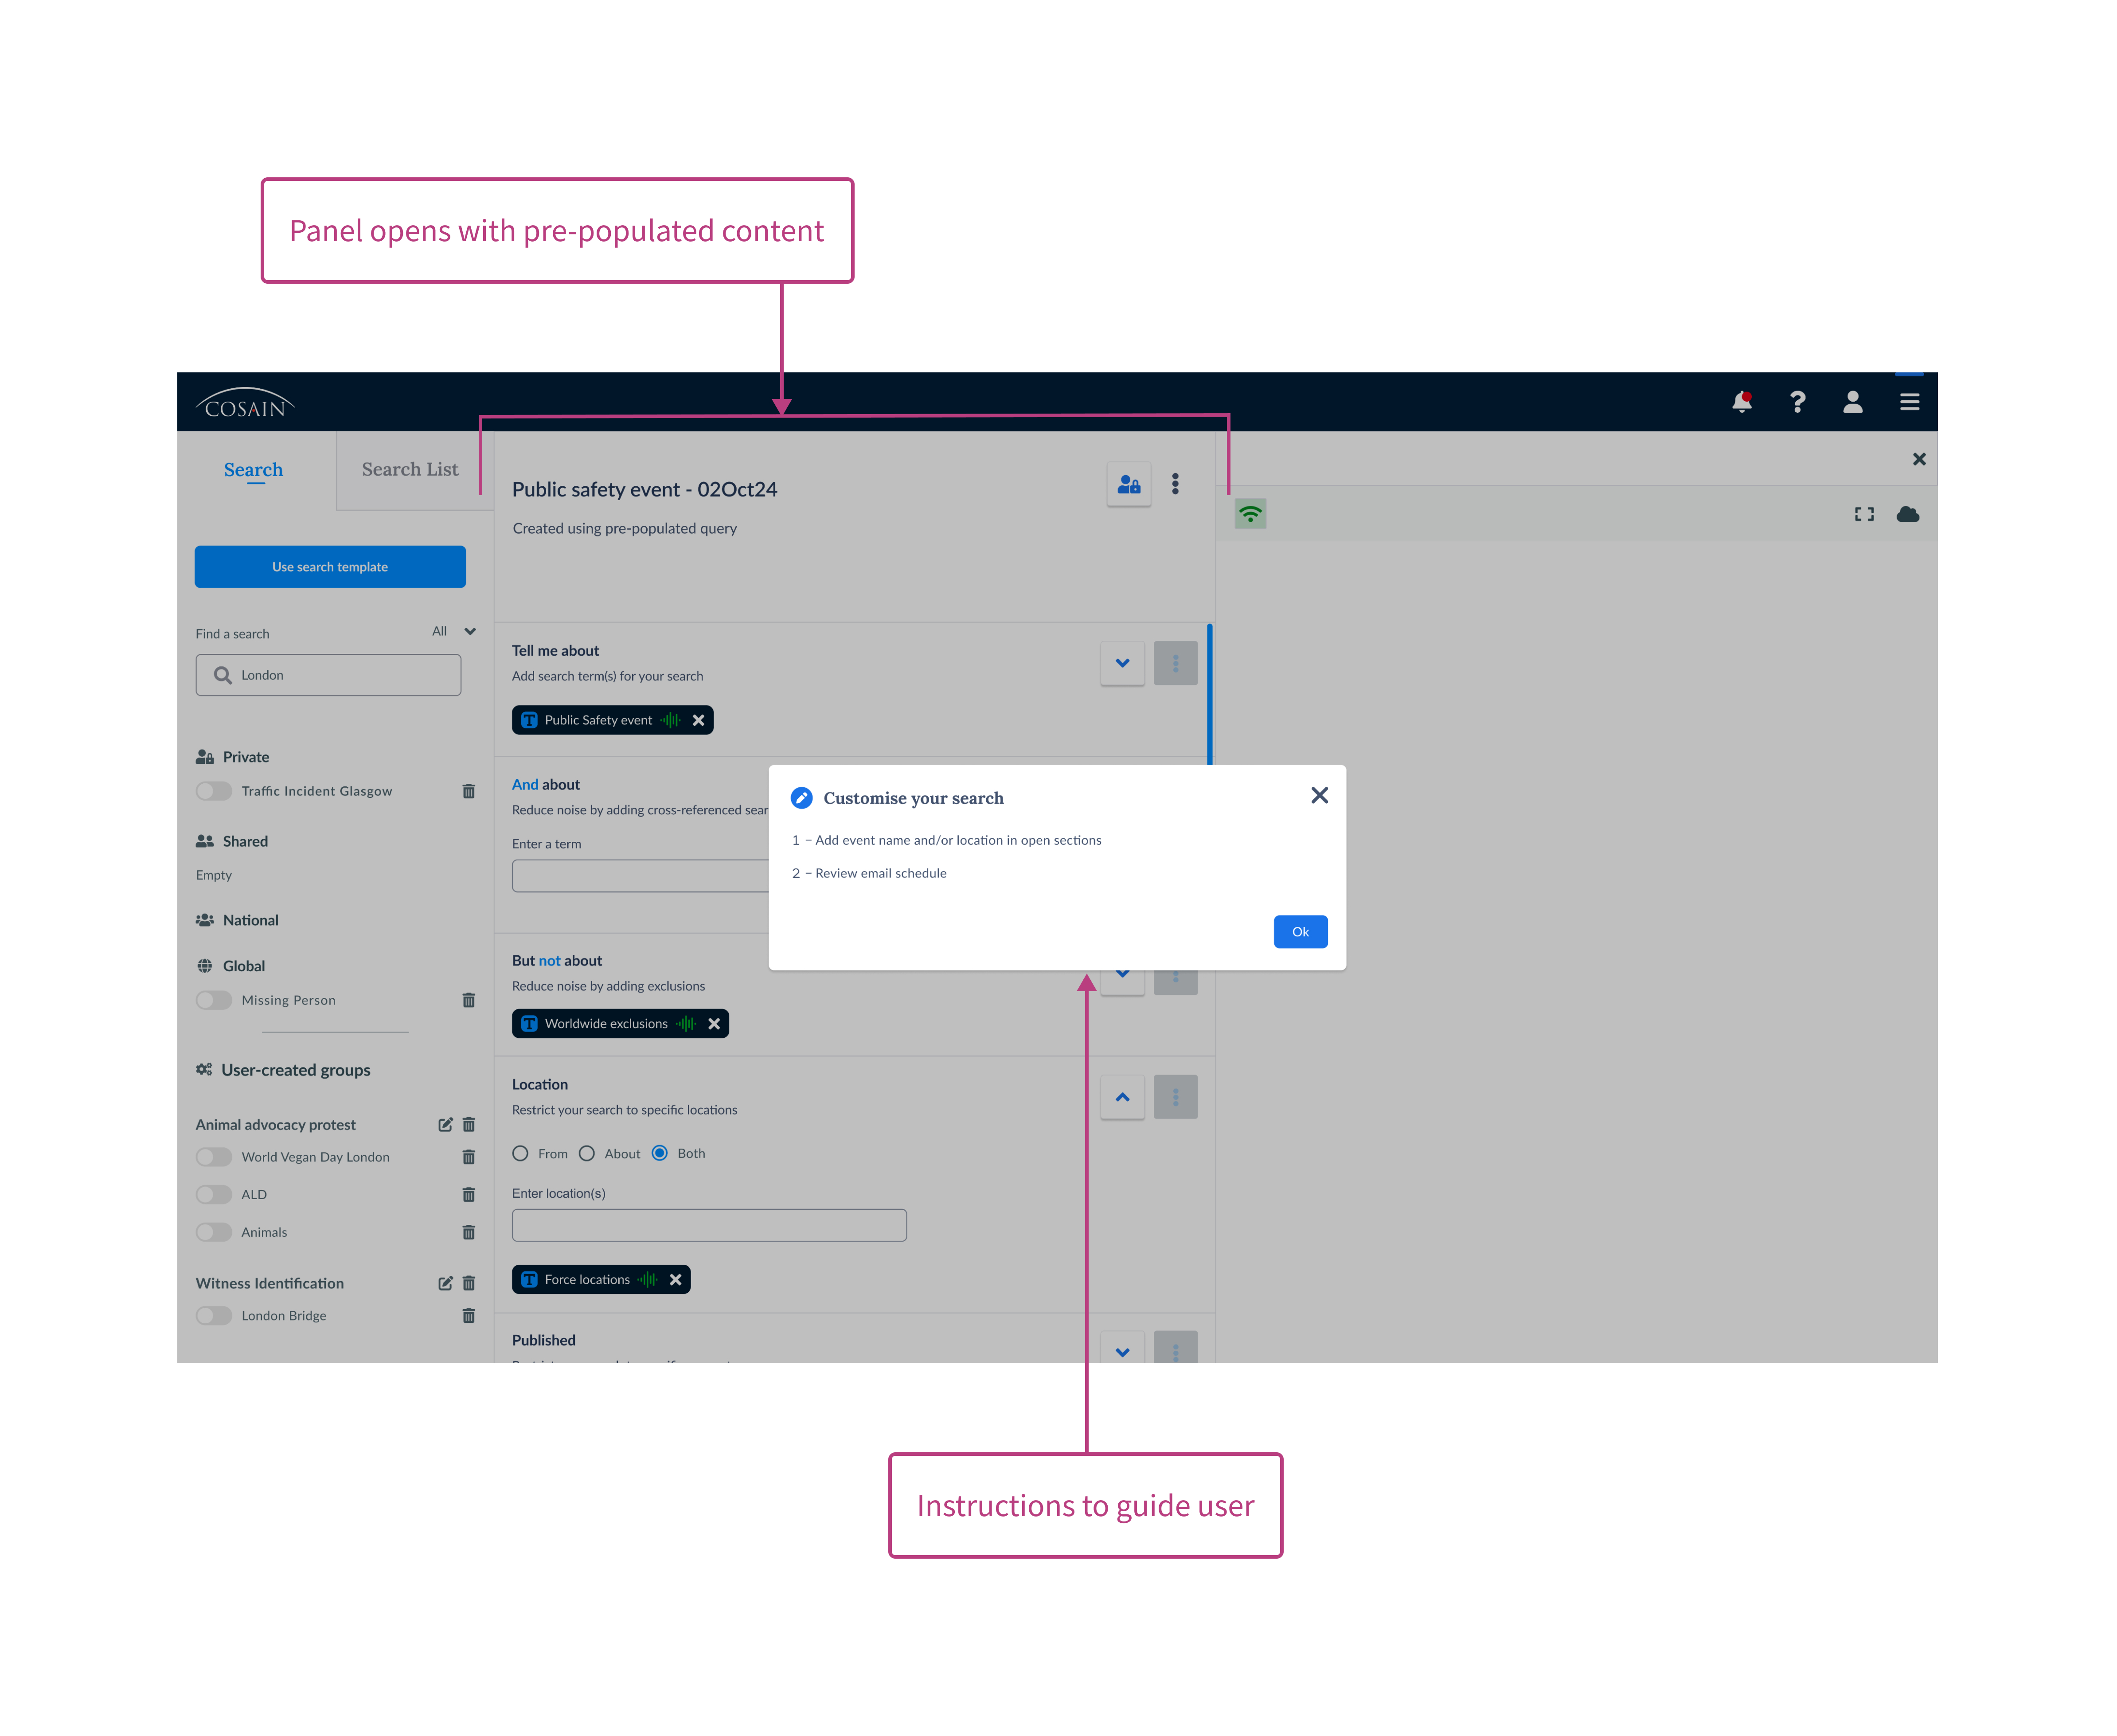 Panel opens with pre-populated content
COSAIN
Search
Search List
Use search template
Find a search
All
London
Private
Traffic Incident Glasgow
Shared
Empty
National
Global
Missing Person
User-created groups
Animal advocacy protest
World Vegan Day London
ALD
Animals
Witness Identification
London Bridge
Public safety event - 02Oct24
Created using pre-populated query
Tell me about
Add search term(s) for your search
T Public Safety event
And about
Reduce noise by adding cross-referenced sear
Enter a term
But not about
Reduce noise by adding exclusions
T Worldwide exclusions
Location
Restrict your search to specific locations
From
About
Both
Enter location(s)
T Force locations
Published
Customise your search
1 – Add event name and/or location in open sections
2 – Review email schedule
Ok
Instructions to guide user